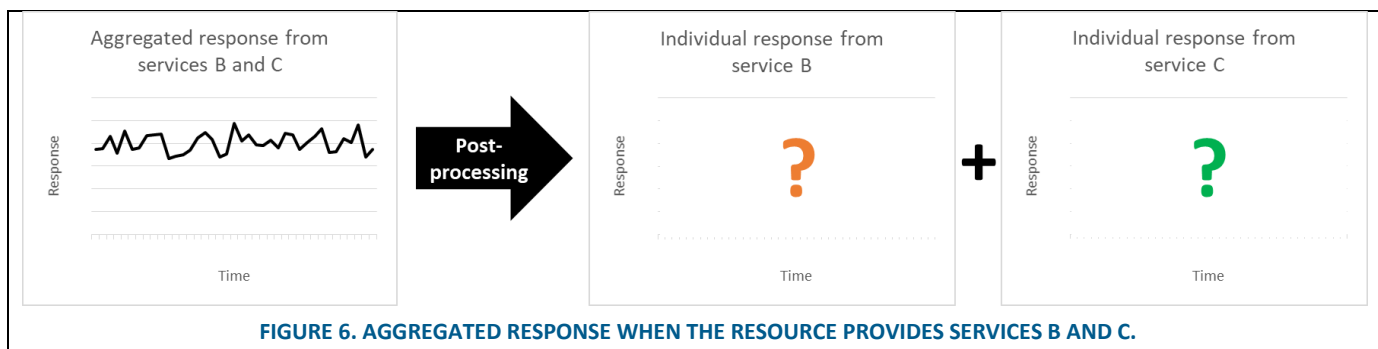 Aggregated response from
services B and C
Response
Time
Post-
processing
Individual response from
service B
Response
?
Time
+
Individual response from
service C
Response
?
Time
FIGURE 6. AGGREGATED RESPONSE WHEN THE RESOURCE PROVIDES SERVICES B AND C.